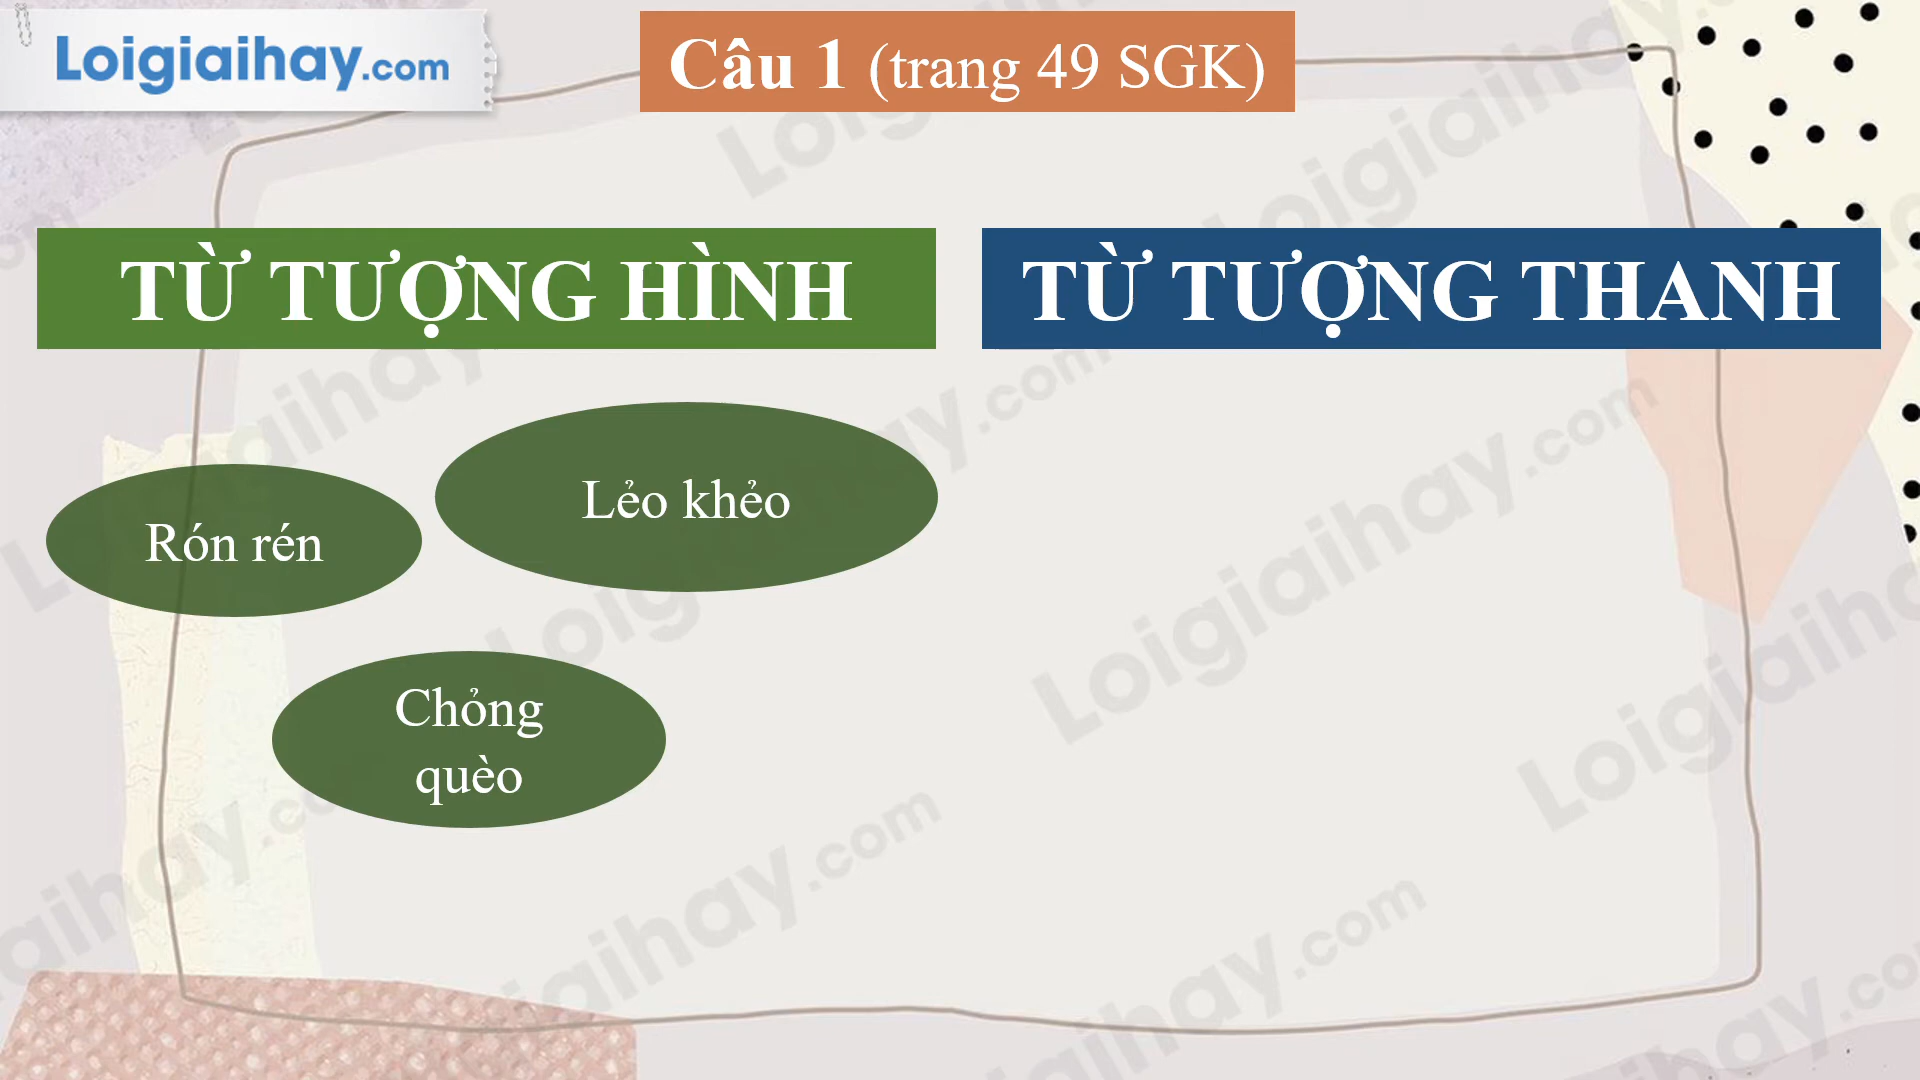 Loigiaihay.com
Câu 1 (trang 49 SGK)
TỪ TƯỢNG HÌNH
TỪ TƯỢNG THANH
Rón rén
Lẻo khẻo
Chỏng
quèo